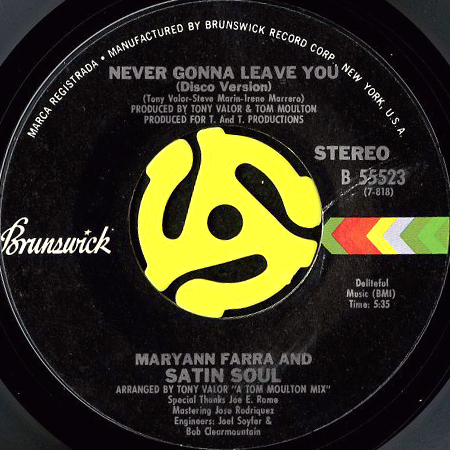 MARCA REGISTRADA • MANUFACTURED BY BRUNSWICK RECORD CORP. NEW YORK, U.S.A.
NEVER GONNA LEAVE YOU
(Disco Version)
(Tony Valor-Steve Marin-Irene Marrero)
PRODUCED BY TONY VALOR & TOM MOULTON
PRODUCED FOR T. And T. PRODUCTIONS
STEREO
B 55523
(7-818)
Brunswick
Deliteful
Music (BMI)
Time: 5:35
MARYANN FARRA AND
SATIN SOUL
ARRANGED BY TONY VALOR "A TOM MOULTON MIX"
Special Thanks Joe E. Rome
Mastering Jose Rodriquez
Engineers: Joel Soyfer &
Bob Clearmountain